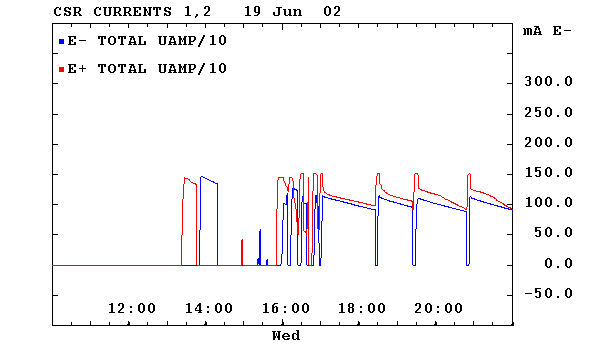 CSR CURRENTS 1,2 19 Jun 02
mA E-
E- TOTAL UAMP/10
E+ TOTAL UAMP/10
300.0
250.0
200.0
150.0
100.0
50.0
0.0
-50.0
12:00 14:00 16:00 18:00 20:00
Wed